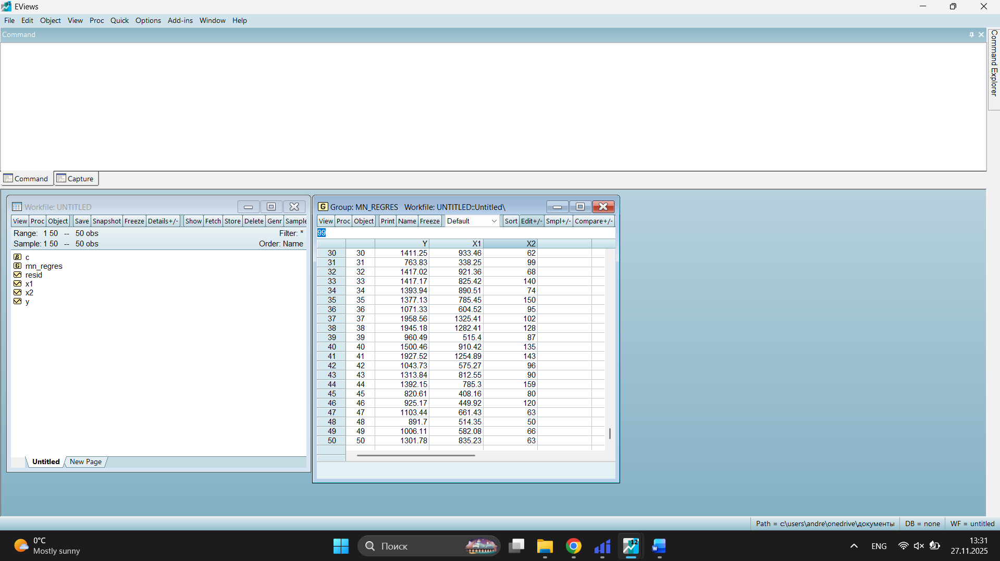 EViews
File Edit Object View Proc Quick Options Add-ins Window Help
Command
Command Explorer
Command Capture
Workfile: UNTITLED
View Proc Object Save Snapshot Freeze Details+/- Show Fetch Store Delete Genr Sample
Range: 1 50 -- 50 obs Filter: *
Sample: 1 50 -- 50 obs Order: Name
c
mn_regres
resid
x1
x2
y
Untitled New Page
Group: MN_REGRES Workfile: UNTITLED::Untitled\
View Proc Object Print Name Freeze Default Sort Edit+/- Smpl+/- Compare+/-
99
Y X1 X2
30 30 1411.25 933.46 62
31 31 763.83 338.25 99
32 32 1417.02 921.36 68
33 33 1417.17 825.42 140
34 34 1393.94 890.51 74
35 35 1377.13 785.45 150
36 36 1071.33 604.52 95
37 37 1958.56 1325.41 102
38 38 1945.18 1282.41 128
39 39 960.49 515.4 87
40 40 1500.46 910.42 135
41 41 1927.52 1254.89 143
42 42 1043.73 575.27 96
43 43 1313.84 812.55 90
44 44 1392.15 785.3 159
45 45 820.61 408.16 80
46 46 925.17 449.92 120
47 47 1103.44 661.43 63
48 48 891.7 514.35 50
49 49 1006.11 582.08 66
50 50 1301.78 835.23 63
Path = c:\users\andre\onedrive\документы DB = none WF = untitled
0°C
Mostly sunny
Поиск
12
W
ENG
13:31
27.11.2025